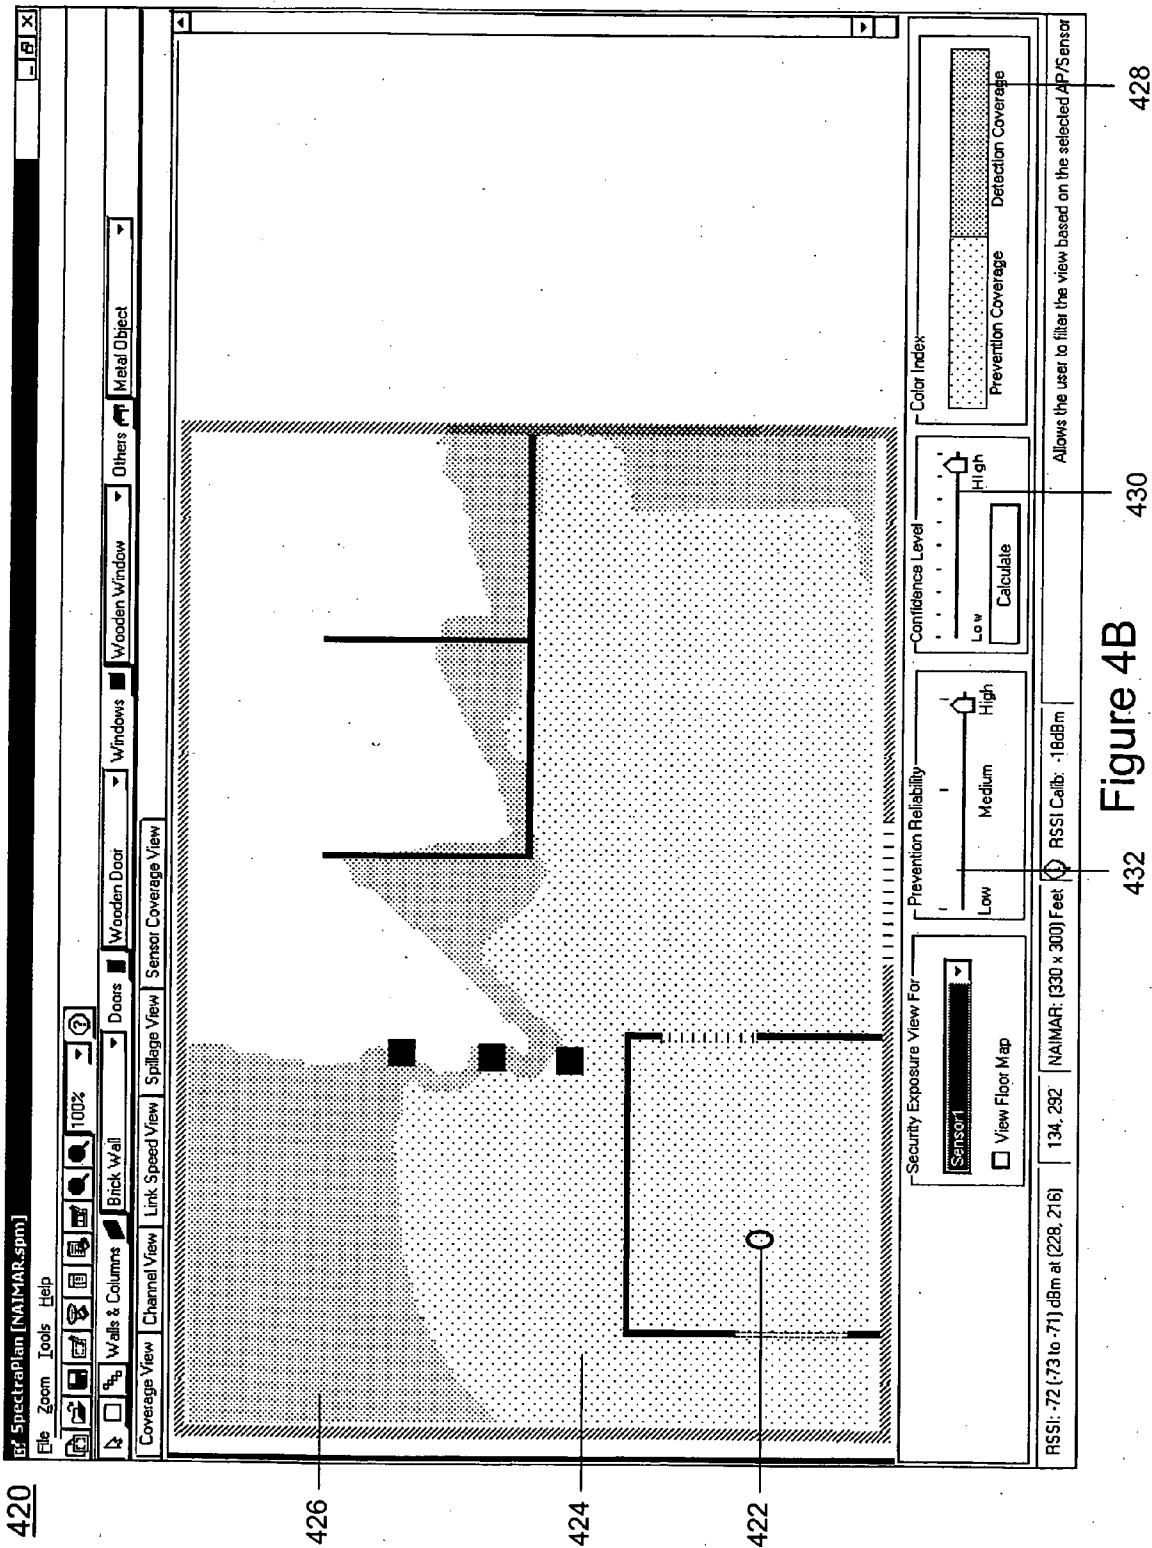 420
SpectraPlan [NAIMAR.spm]
File Zoom Tools Help
100%
Walls & Columns Brick Wall Doors Wooden Door Windows Wooden Window Others Metal Object
Coverage View Channel View Link Speed View Spillage View Sensor Coverage View
426
424
422
Security Exposure View For
Sensor1
View Floor Map
Prevention Reliability
Low Medium High
Confidence Level
Low High
Calculate
Color Index
Prevention Coverage Detection Coverage
RSSI: -72 (-73 to -71) dBm at (228, 216) 134, 292 NAIMAR: (330 x 300) Feet RSSI Calib: -18dBm Allows the user to filter the view based on the selected AP/Sensor
432
430
428
Figure 4B